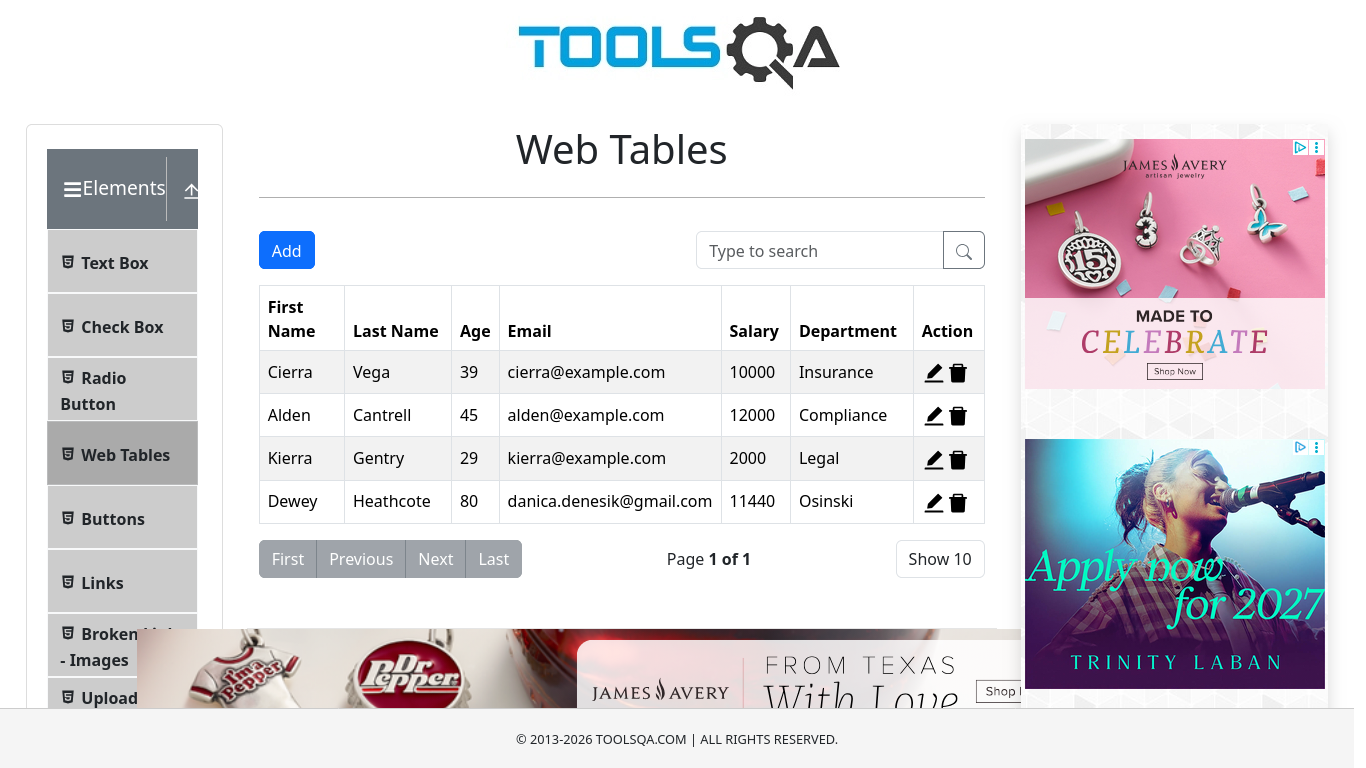 TOOLSQA
Elements
Text Box
Check Box
Radio
Button
Web Tables
Buttons
Links
- Images
Upload
Web Tables
Add
Type to search
First Name | Last Name | Age | Email | Salary | Department | Action
Cierra | Vega | 39 | cierra@example.com | 10000 | Insurance
Alden | Cantrell | 45 | alden@example.com | 12000 | Compliance
Kierra | Gentry | 29 | kierra@example.com | 2000 | Legal
Dewey | Heathcote | 80 | danica.denesik@gmail.com | 11440 | Osinski
First Previous Next Last
Page 1 of 1
Show 10
I'm a
Pepper
Dr
Pepper
JAMES AVERY
FROM TEXAS
With Love
Shop
JAMES AVERY
artisan jewelry
15
3
MADE TO
CELEBRATE
Shop Now
Apply now
for 2027
TRINITY LABAN
© 2013-2026 TOOLSQA.COM | ALL RIGHTS RESERVED.